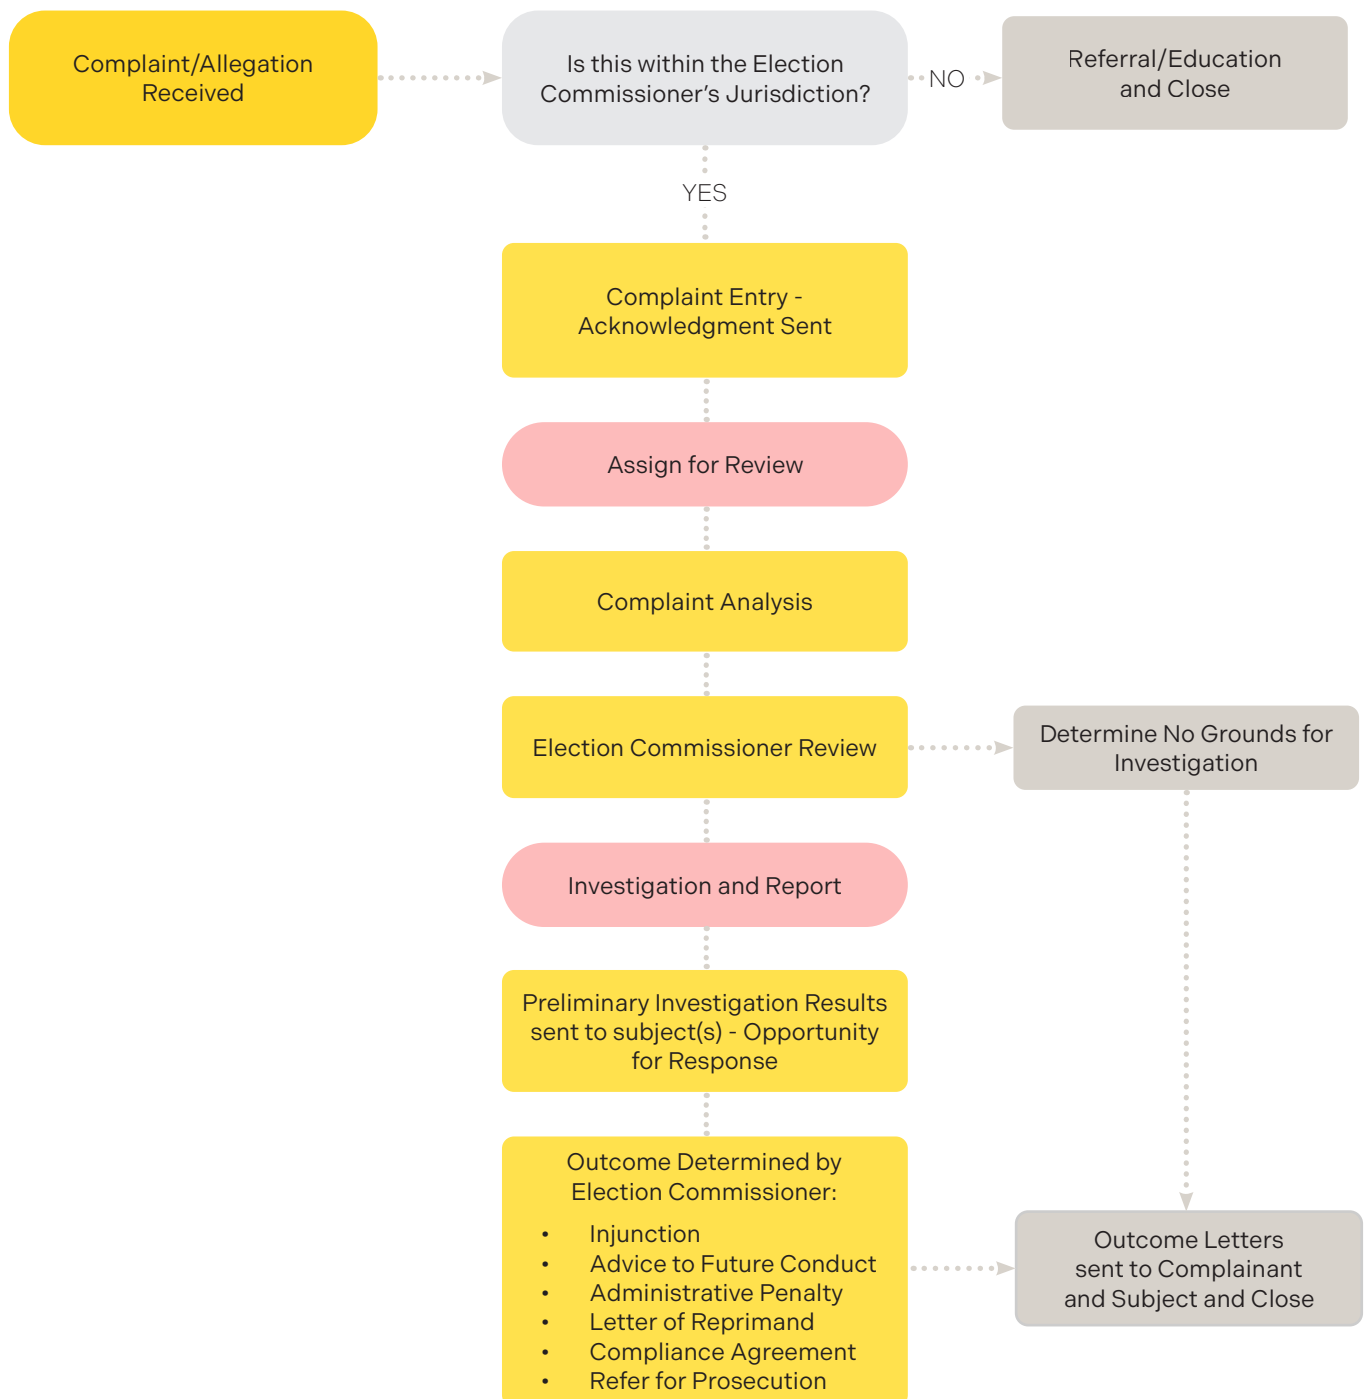 Complaint/Allegation
Received
Is this within the Election
Commissioner’s Jurisdiction?
NO
Referral/Education
and Close
YES
Complaint Entry -
Acknowledgment Sent
Assign for Review
Complaint Analysis
Election Commissioner Review
Determine No Grounds for
Investigation
Investigation and Report
Preliminary Investigation Results
sent to subject(s) - Opportunity
for Response
Outcome Determined by
Election Commissioner:
• Injunction
• Advice to Future Conduct
• Administrative Penalty
• Letter of Reprimand
• Compliance Agreement
• Refer for Prosecution
Outcome Letters
sent to Complainant
and Subject and Close